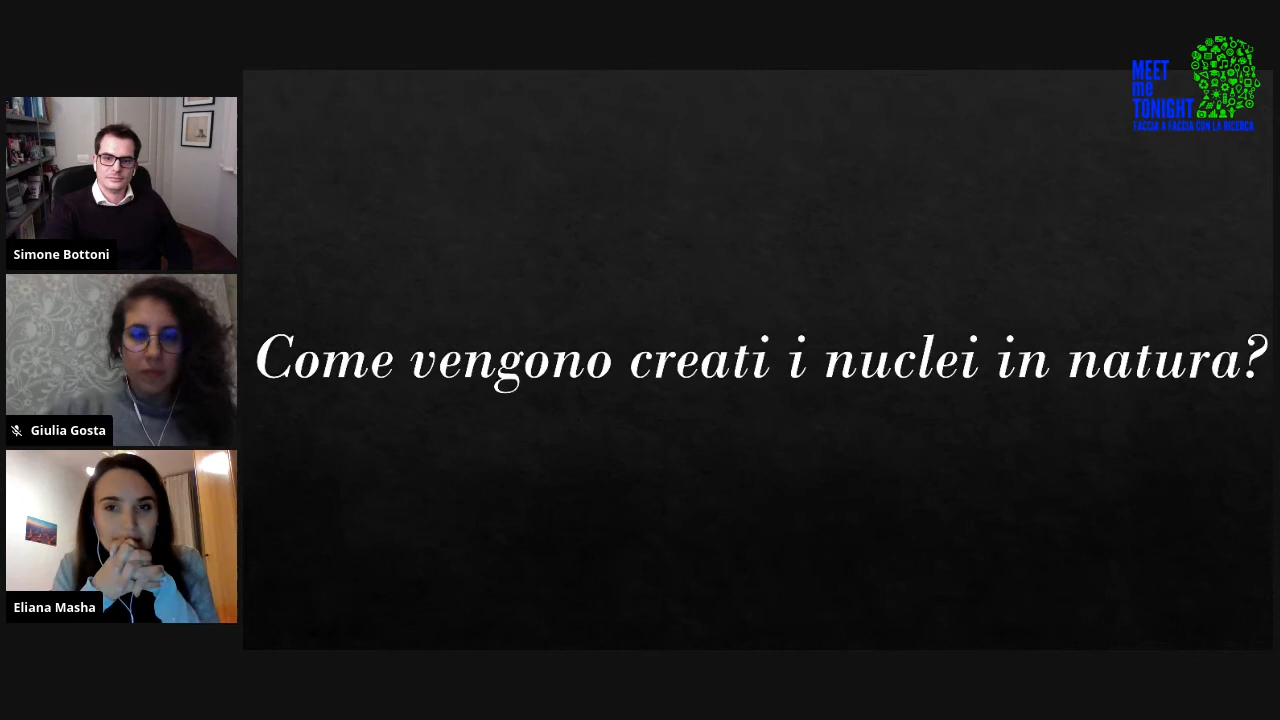 MEET
me
TONIGHT
FACCIA A FACCIA CON LA RICERCA
Simone Bottoni
Come vengono creati i nuclei in natura?
Giulia Gosta
Eliana Masha